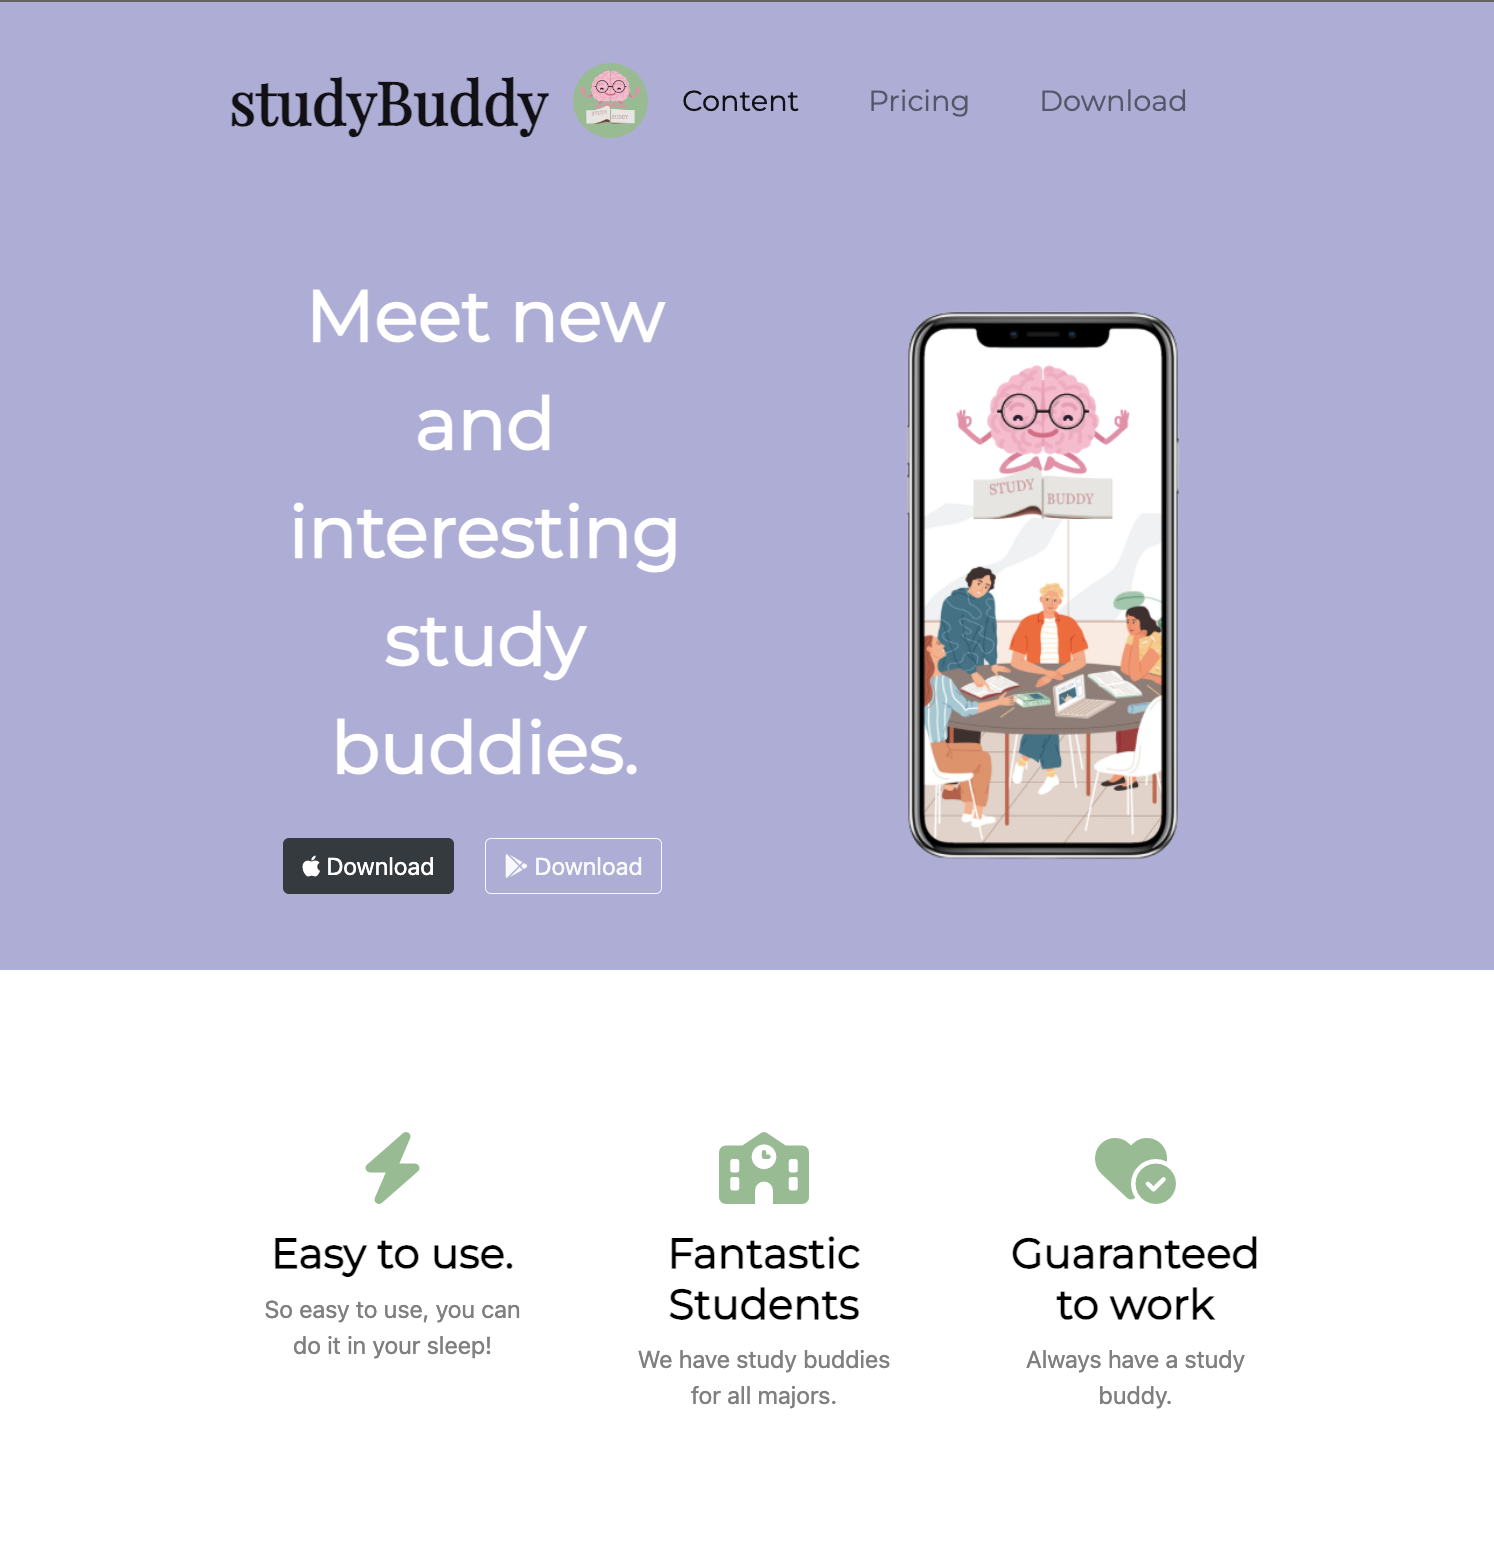 studyBuddy STUDY BUDDY Content Pricing Download
Meet new
and
interesting
study
buddies.
STUDY BUDDY
Download Download
Easy to use.
So easy to use, you can
do it in your sleep!
Fantastic
Students
We have study buddies
for all majors.
Guaranteed
to work
Always have a study
buddy.